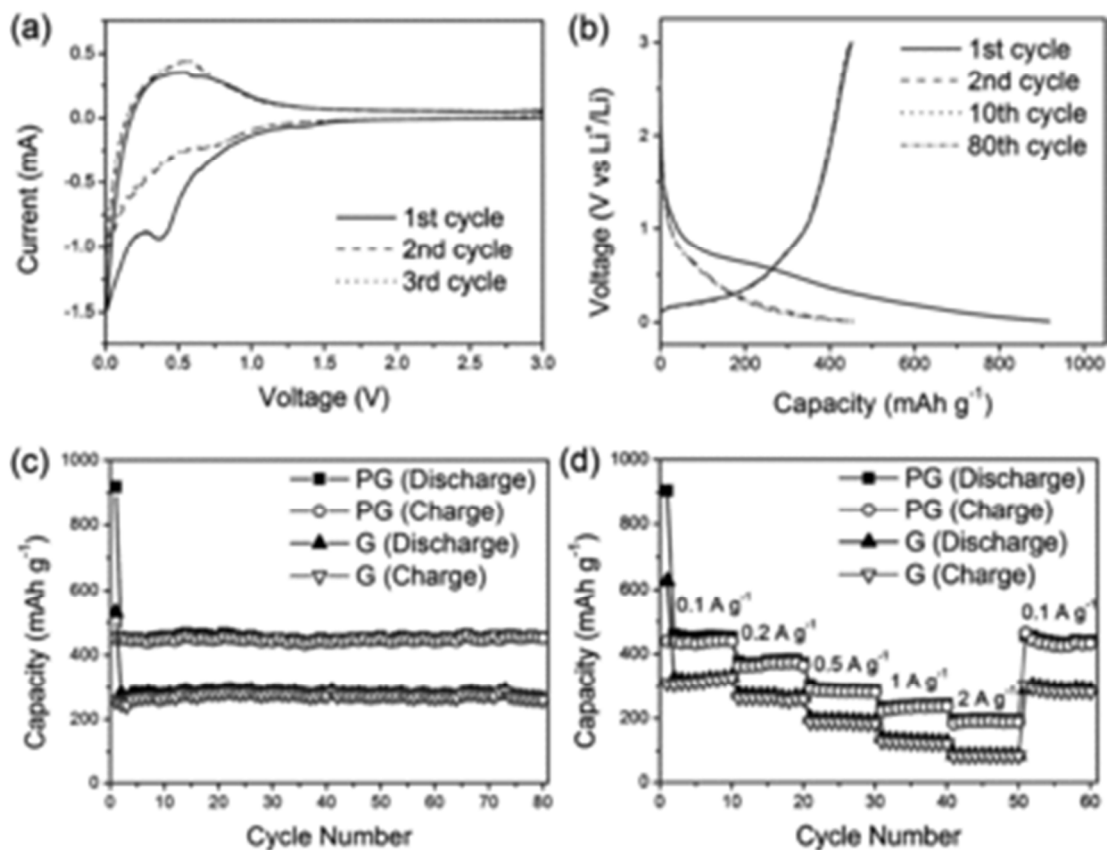 (a)
0.5
0.0
-0.5
-1.0
-1.5
Current (mA)
1st cycle
2nd cycle
3rd cycle
0.0 0.5 1.0 1.5 2.0 2.5 3.0
Voltage (V)
(b)
3
2
1
0
Voltage (V vs Li⁺/Li)
1st cycle
2nd cycle
10th cycle
80th cycle
0 200 400 600 800 1000
Capacity (mAh g⁻¹)
(c)
1000
800
600
400
200
0
Capacity (mAh g⁻¹)
PG (Discharge)
PG (Charge)
G (Discharge)
G (Charge)
0 10 20 30 40 50 60 70 80
Cycle Number
(d)
1000
800
600
400
200
0
Capacity (mAh g⁻¹)
PG (Discharge)
PG (Charge)
G (Discharge)
G (Charge)
0.1 A g⁻¹
0.2 A g⁻¹
0.5 A g⁻¹
1 A g⁻¹
2 A g⁻¹
0.1 A g⁻¹
0 10 20 30 40 50 60
Cycle Number